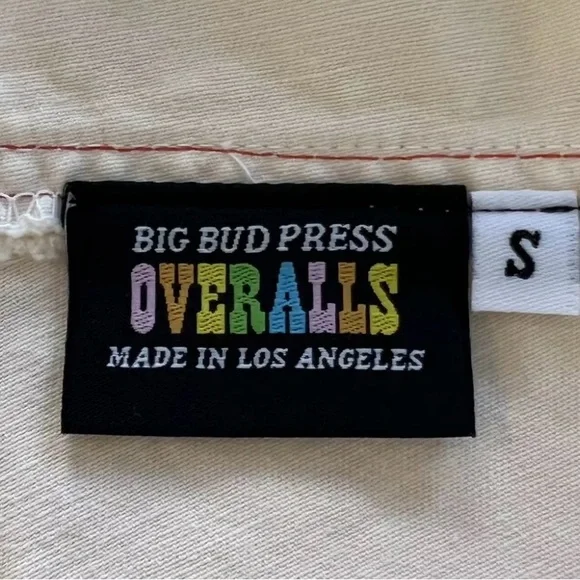 BIG BUD PRESS
OVERALLS
MADE IN LOS ANGELES
S